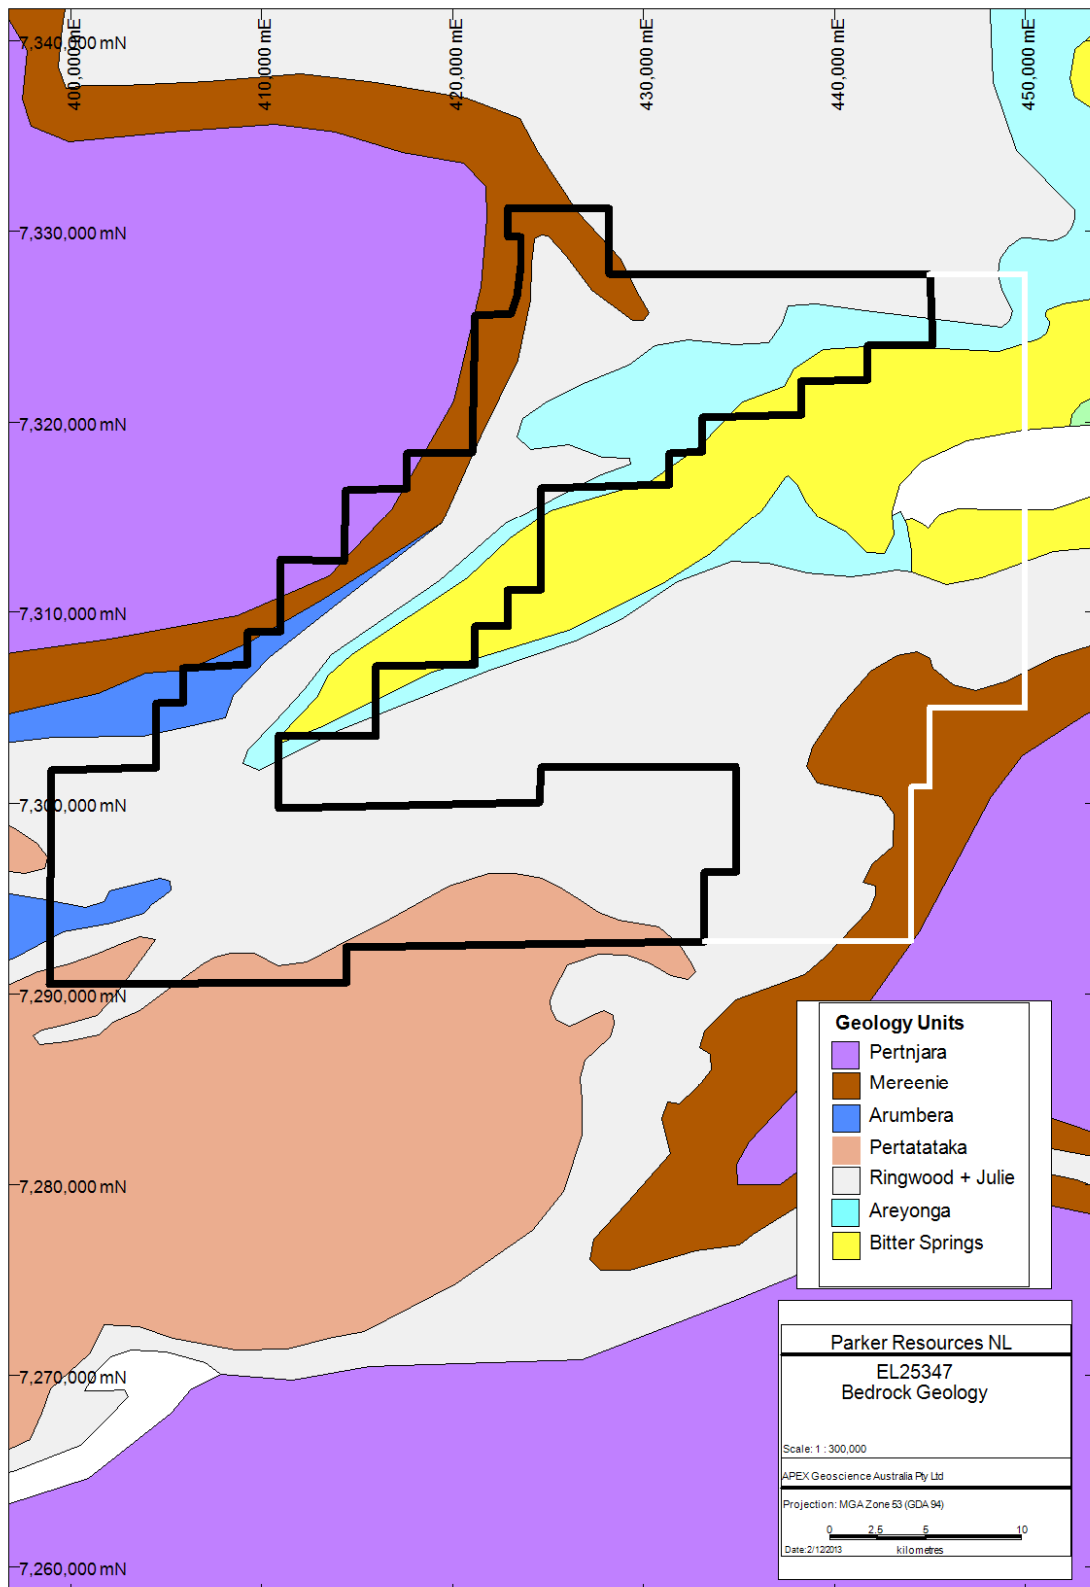 400,000 mE
410,000 mE
420,000 mE
430,000 mE
440,000 mE
450,000 mE
7,340,000 mN
7,330,000 mN
7,320,000 mN
7,310,000 mN
7,300,000 mN
7,290,000 mN
7,280,000 mN
7,270,000 mN
7,260,000 mN
Geology Units
Pertnjara
Mereenie
Arumbera
Pertatataka
Ringwood + Julie
Areyonga
Bitter Springs
Parker Resources NL
EL25347
Bedrock Geology
Scale: 1 : 300,000
APEX Geoscience Australia Pty Ltd
Projection: MGA Zone 53 (GDA 94)
0 2.5 5 10
kilometres
Date: 2/12/2013